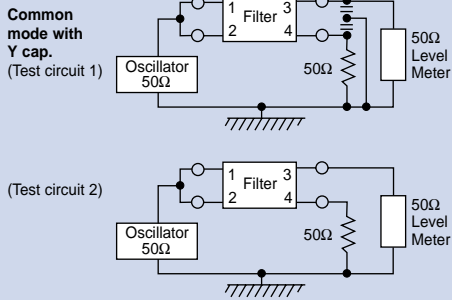 Common
mode with
Y cap.
(Test circuit 1)
1 Filter 3
2 4
Oscillator
50Ω
50Ω
50Ω
Level
Meter
(Test circuit 2)
1 Filter 3
2 4
Oscillator
50Ω
50Ω
50Ω
Level
Meter